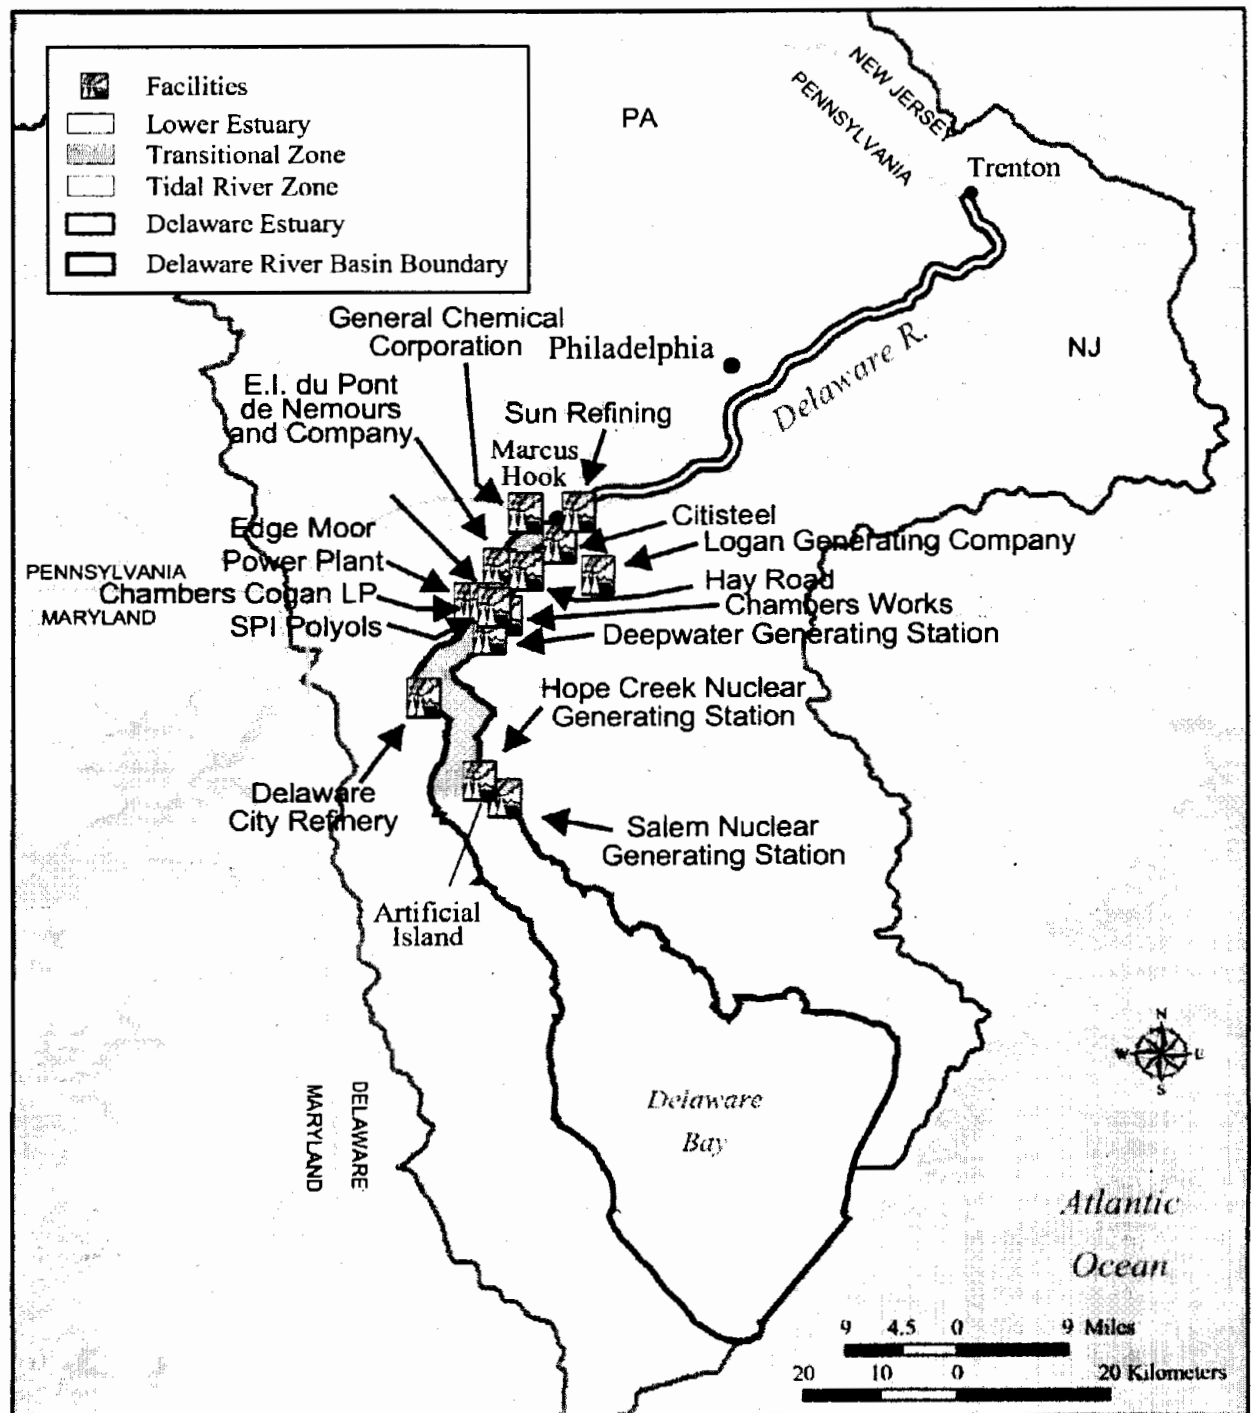 Facilities
Lower Estuary
Transitional Zone
Tidal River Zone
Delaware Estuary
Delaware River Basin Boundary
PA
NEW JERSEY
PENNSYLVANIA
Trenton
General Chemical
Corporation
Philadelphia
Delaware R.
NJ
E.I. du Pont
de Nemours
and Company
Sun Refining
Marcus
Hook
Citisteel
Logan Generating Company
Edge Moor
Power Plant
Hay Road
PENNSYLVANIA
MARYLAND
Chambers Cogan LP
Chambers Works
SPI Polyols
Deepwater Generating Station
Hope Creek Nuclear
Generating Station
Delaware
City Refinery
Salem Nuclear
Generating Station
Artificial
Island
N
W
E
S
MARYLAND
DELAWARE
Delaware
Bay
Atlantic
Ocean
9 4.5 0 9 Miles
20 10 0 20 Kilometers